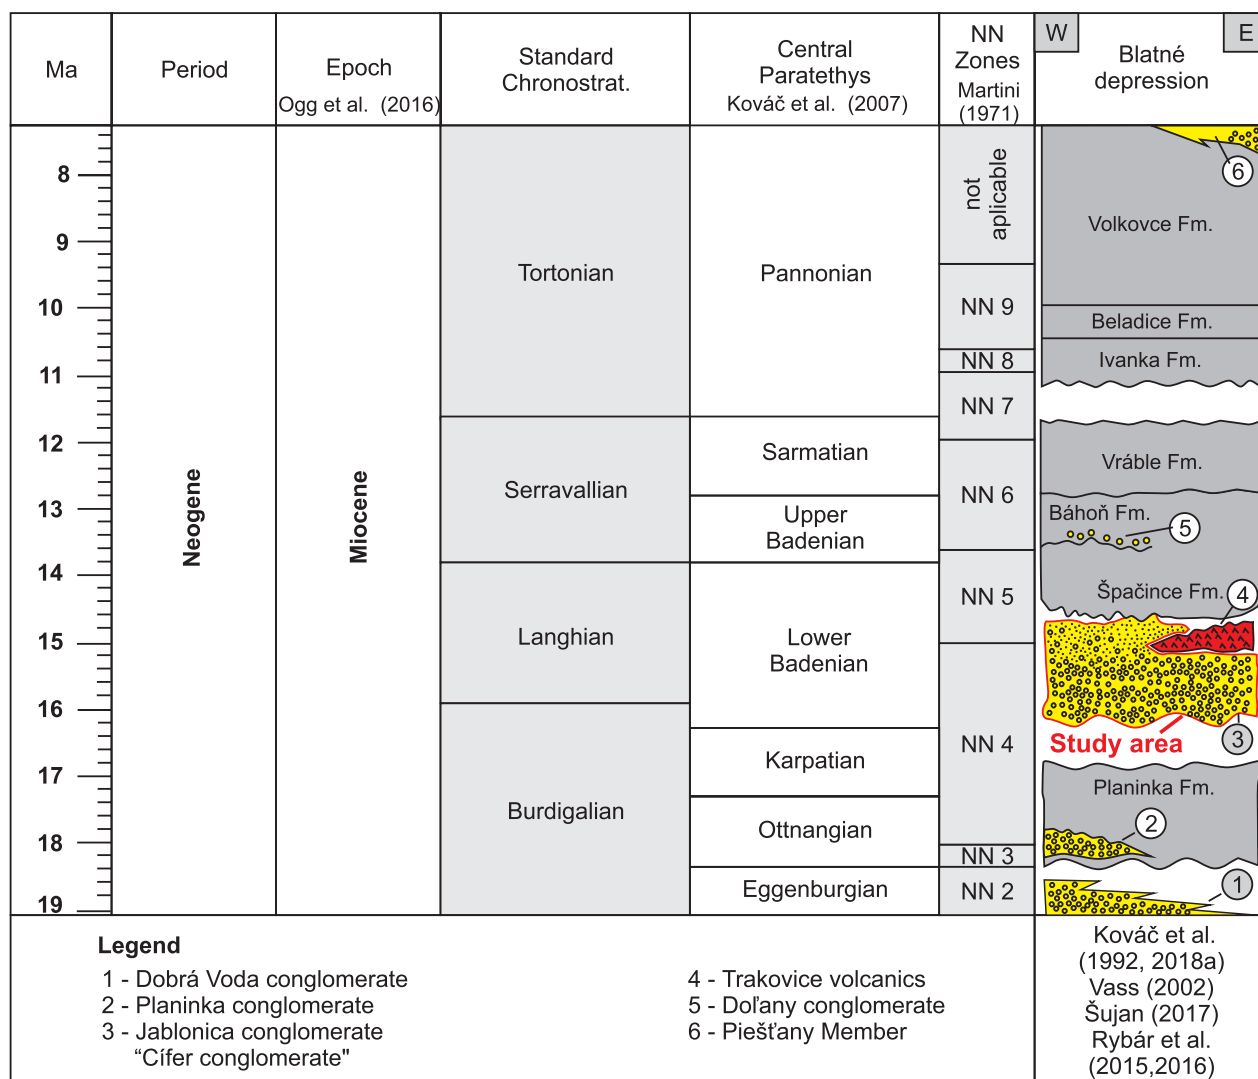 Ma
Period
Epoch
Ogg et al. (2016)
Standard
Chronostrat.
Central
Paratethys
Kováč et al. (2007)
NN
Zones
Martini
(1971)
W
E
Blatné
depression
8
9
10
11
12
13
14
15
16
17
18
19
Neogene
Miocene
Tortonian
Serravallian
Langhian
Burdigalian
Pannonian
Sarmatian
Upper
Badenian
Lower
Badenian
Karpatian
Ottnangian
Eggenburgian
not
aplicable
NN 9
NN 8
NN 7
NN 6
NN 5
NN 4
NN 3
NN 2
6
Volkovce Fm.
Beladice Fm.
Ivanka Fm.
Vráble Fm.
Báhoň Fm.
5
Špačince Fm.
4
Study area
3
Planinka Fm.
2
1
Legend
1 - Dobrá Voda conglomerate
2 - Planinka conglomerate
3 - Jablonica conglomerate
“Cífer conglomerate"
4 - Trakovice volcanics
5 - Doľany conglomerate
6 - Piešťany Member
Kováč et al.
(1992, 2018a)
Vass (2002)
Šujan (2017)
Rybár et al.
(2015,2016)